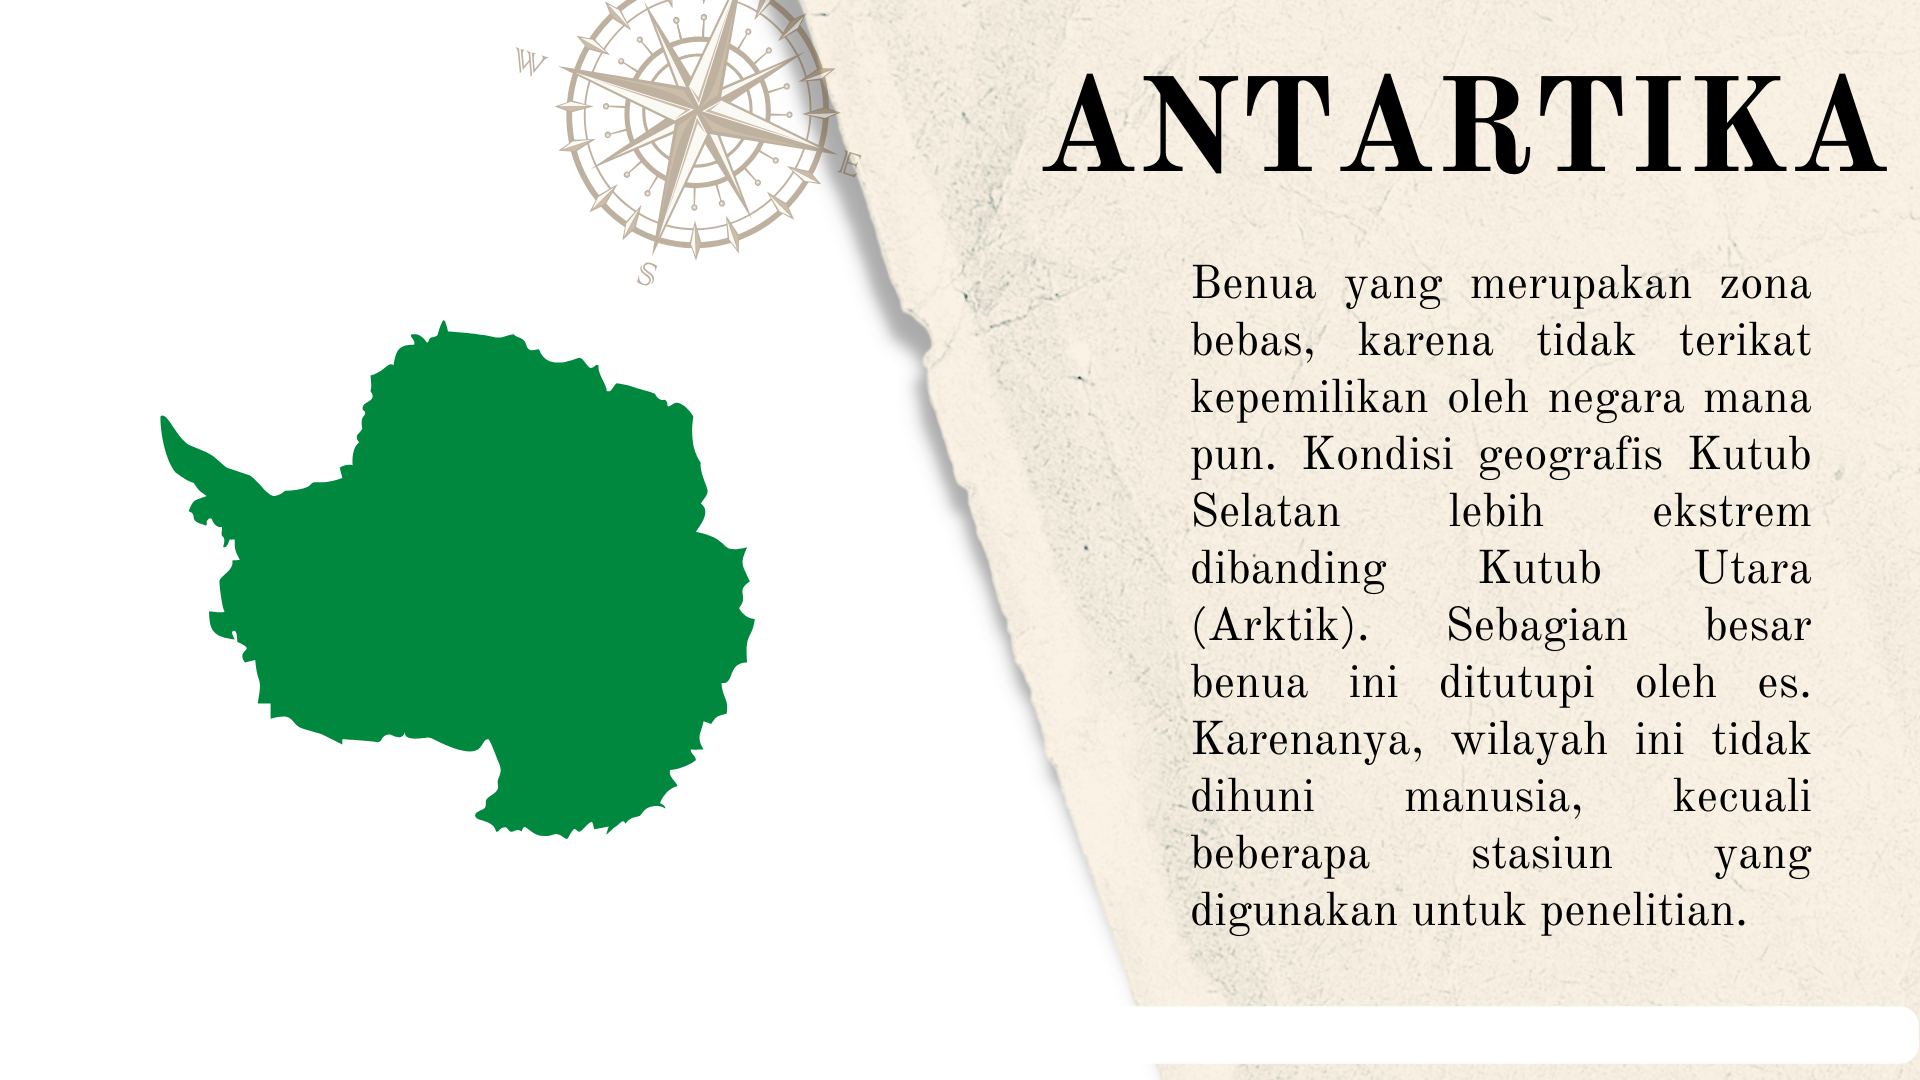 W
E
S
ANTARTIKA
Benua yang merupakan zona
bebas, karena tidak terikat
kepemilikan oleh negara mana
pun. Kondisi geografis Kutub
Selatan lebih ekstrem
dibanding Kutub Utara
(Arktik). Sebagian besar
benua ini ditutupi oleh es.
Karenanya, wilayah ini tidak
dihuni manusia, kecuali
beberapa stasiun yang
digunakan untuk penelitian.